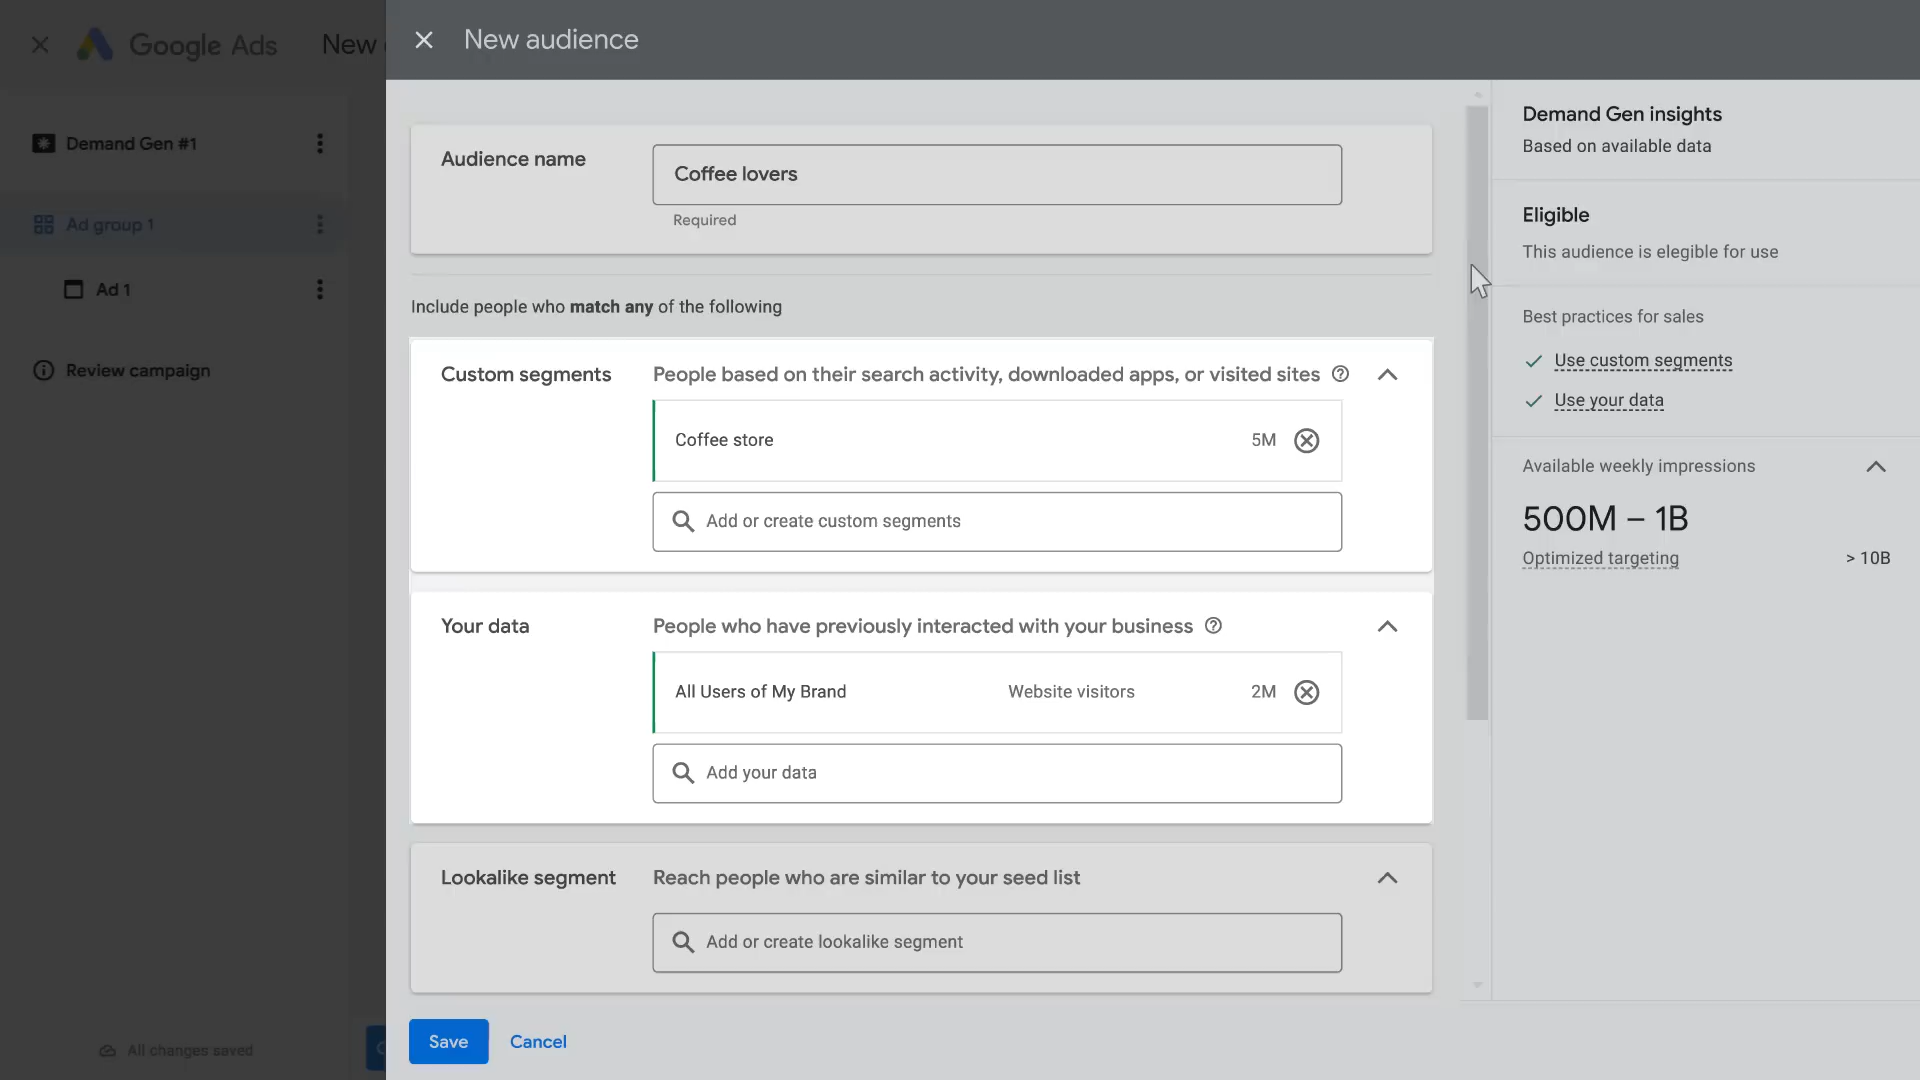 Google Ads
New
New audience
Demand Gen #1
Ad group 1
Ad 1
Review campaign
All changes saved
Audience name
Coffee lovers
Required
Include people who match any of the following
Custom segments
People based on their search activity, downloaded apps, or visited sites
Coffee store
5M
Add or create custom segments
Your data
People who have previously interacted with your business
All Users of My Brand
Website visitors
2M
Add your data
Lookalike segment
Reach people who are similar to your seed list
Add or create lookalike segment
Save
Cancel
Demand Gen insights
Based on available data
Eligible
This audience is elegible for use
Best practices for sales
Use custom segments
Use your data
Available weekly impressions
500M – 1B
Optimized targeting
> 10B